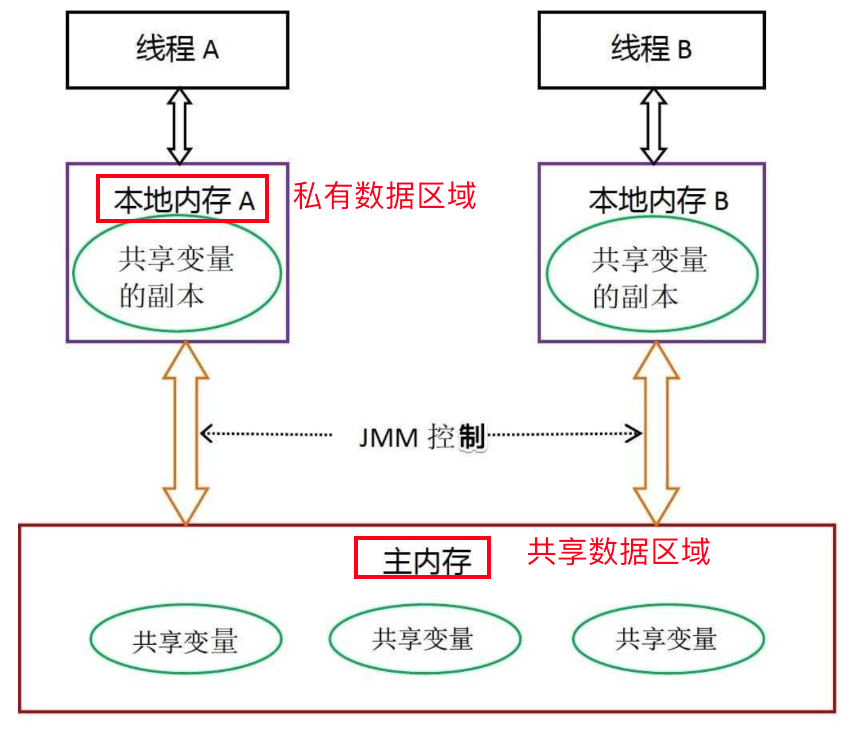 线程 A
线程 B
本地内存 A
私有数据区域
本地内存 B
共享变量
的副本
共享变量
的副本
JMM 控制
主内存
共享数据区域
共享变量
共享变量
共享变量